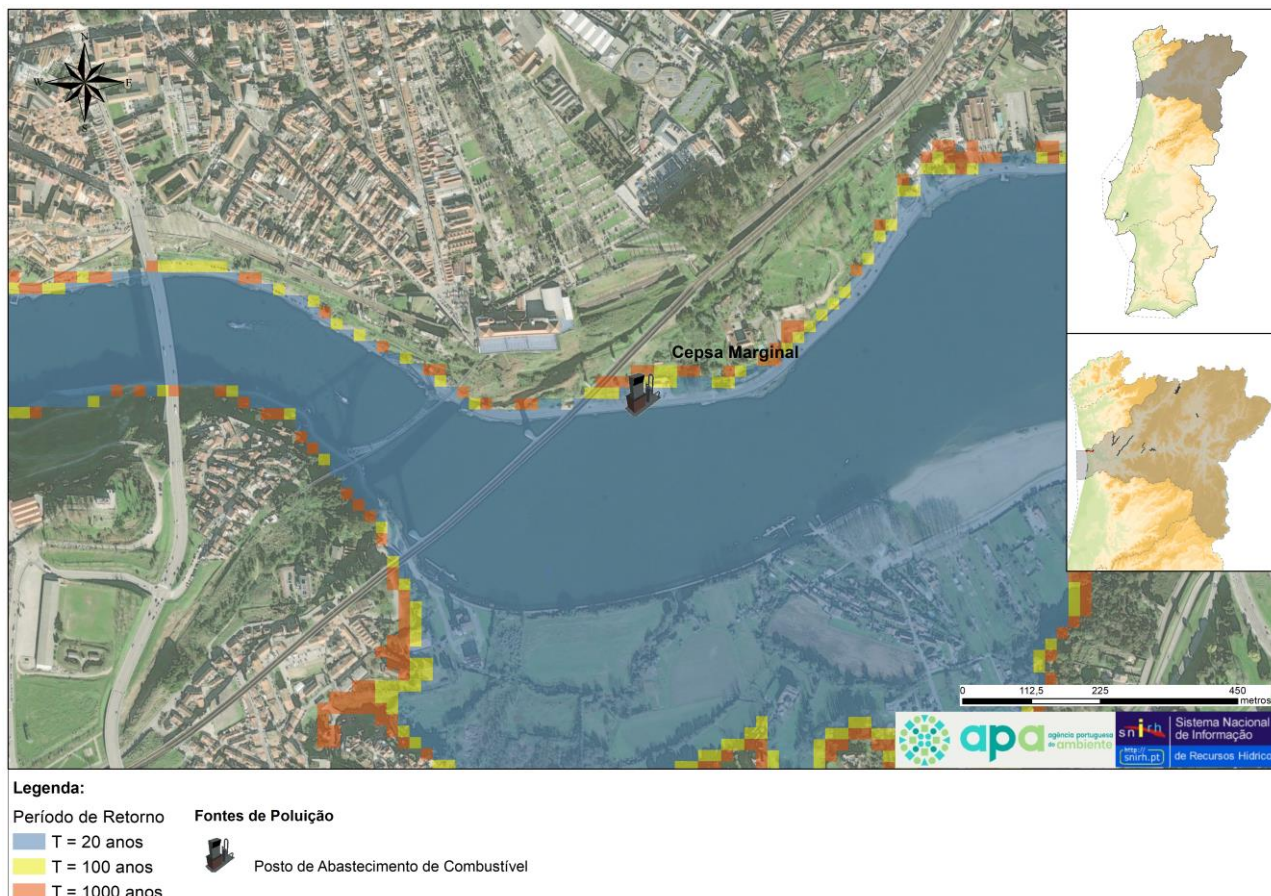 N
W E
S
Cepsa Marginal
0 112,5 225 450
metros
apa agência portuguesa
do ambiente
snirh
http://
snirh.pt
Sistema Nacional
de Informação
de Recursos Hídrico
Legenda:
Período de Retorno
T = 20 anos
T = 100 anos
T = 1000 anos
Fontes de Poluição
Posto de Abastecimento de Combustível